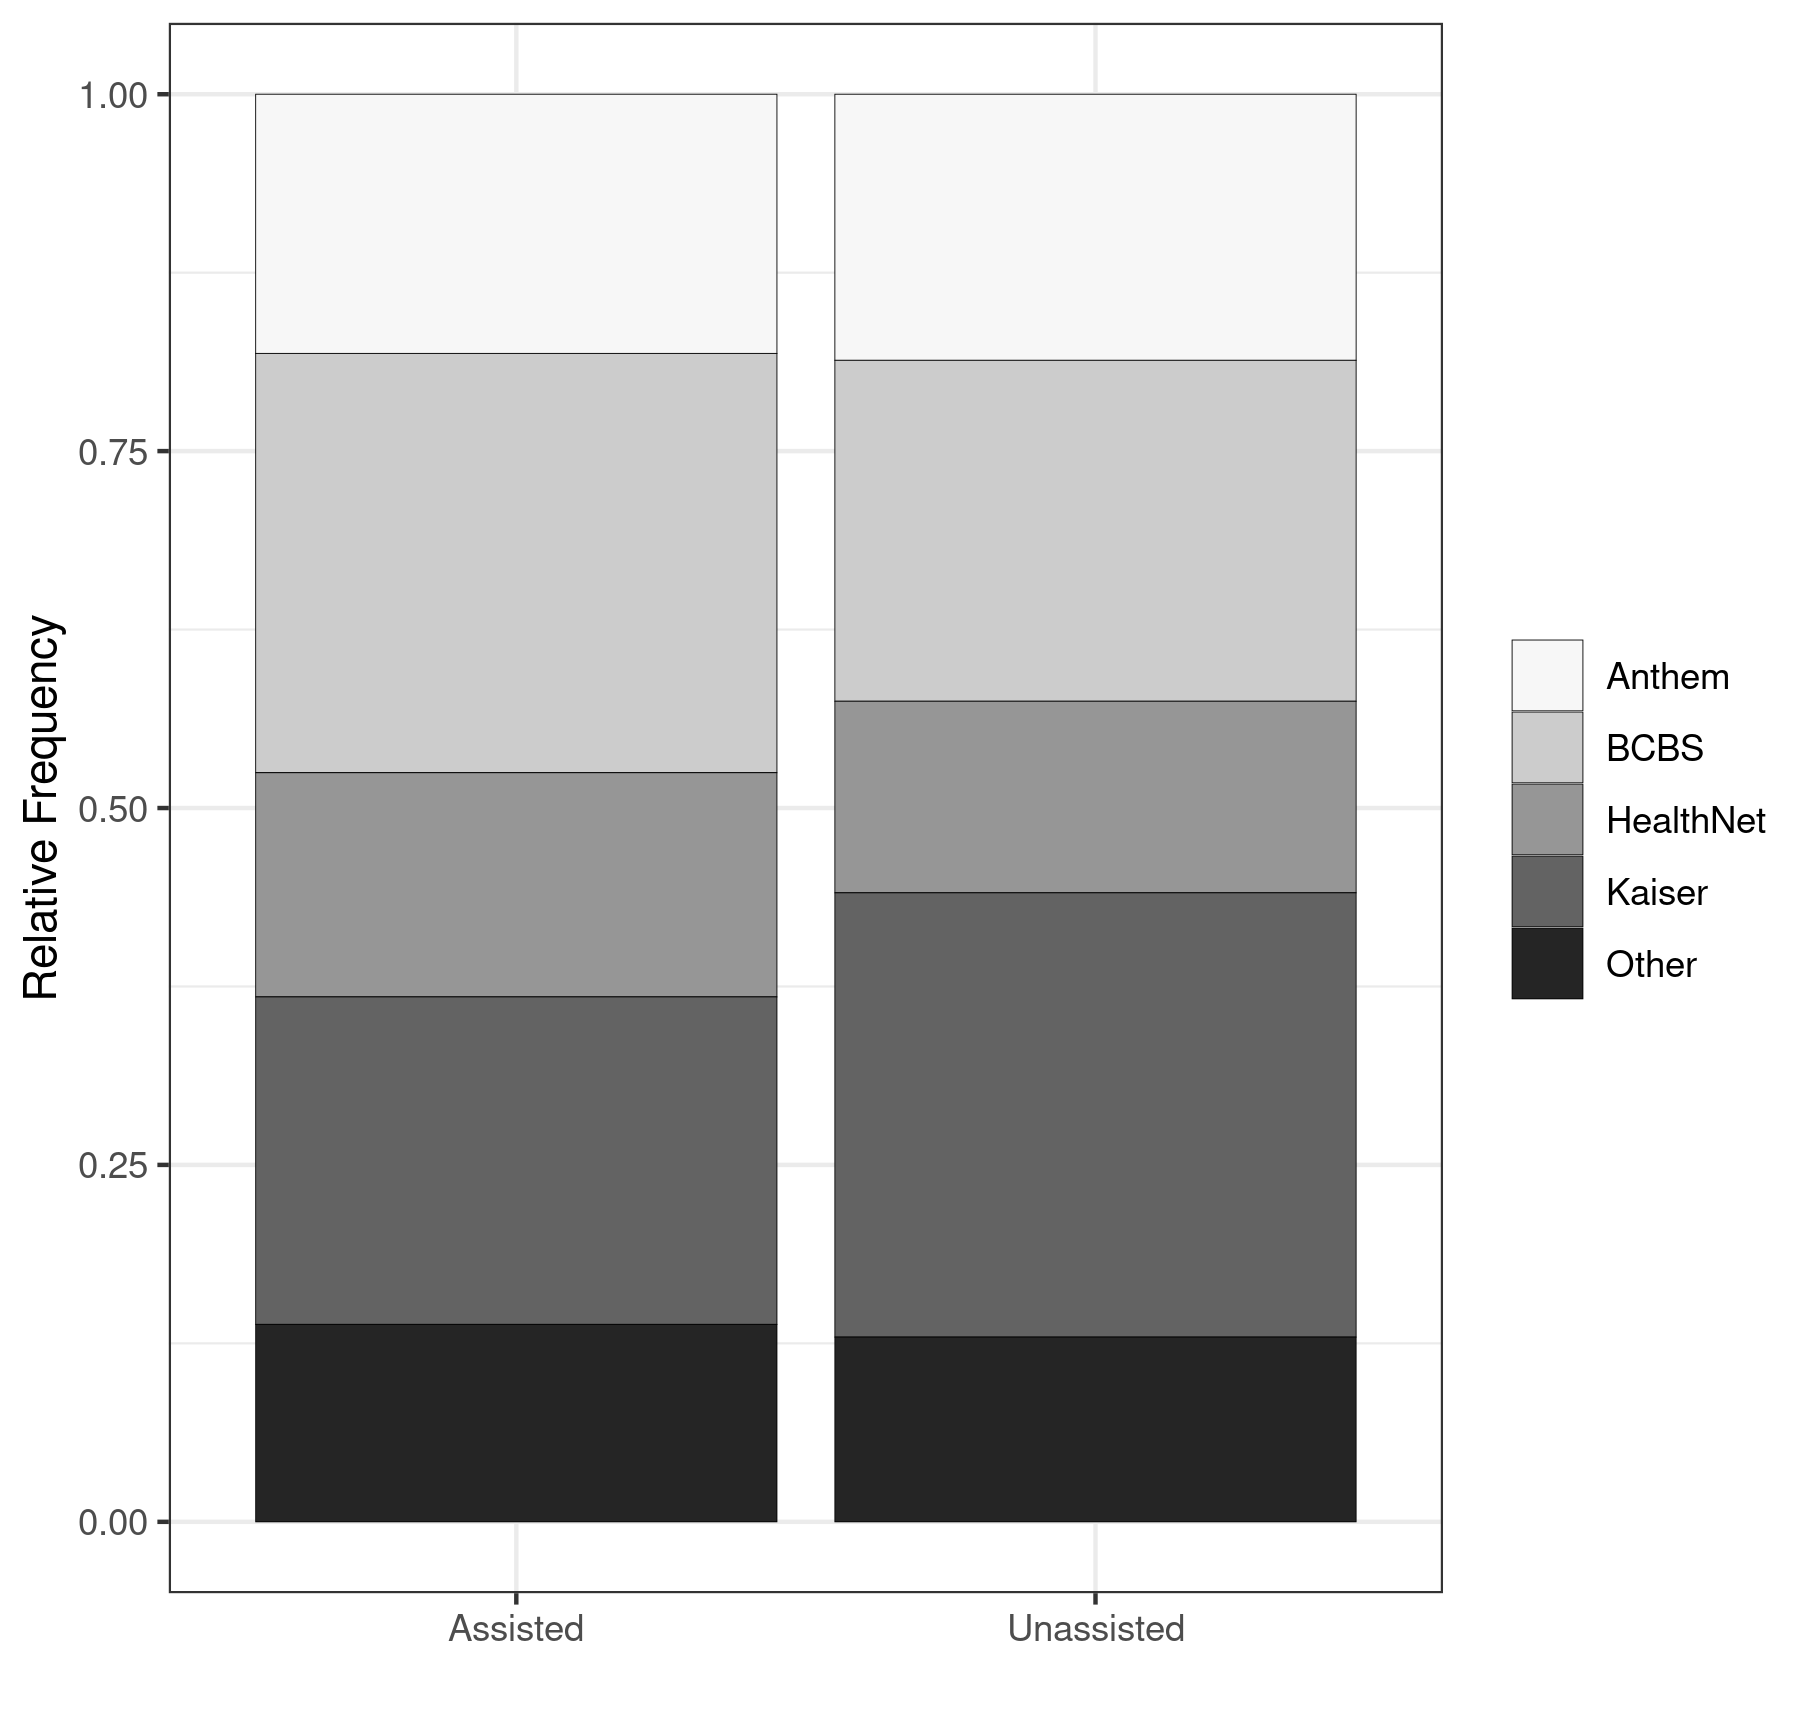 1.00
0.75
0.50
0.25
0.00
Relative Frequency
Assisted
Unassisted
Anthem
BCBS
HealthNet
Kaiser
Other